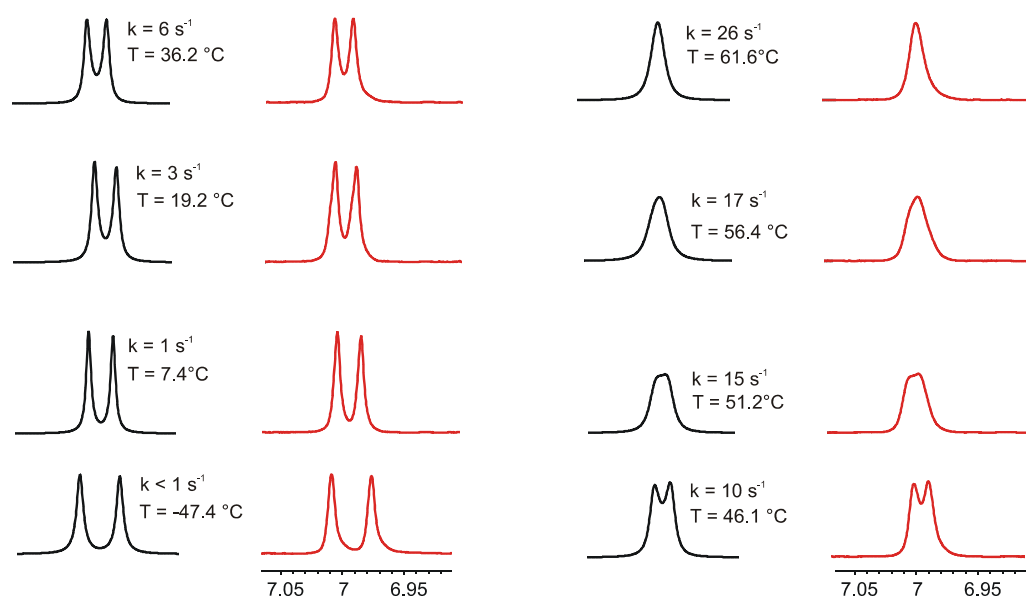 k = 6 s⁻¹
T = 36.2 °C
k = 26 s⁻¹
T = 61.6°C
k = 3 s⁻¹
T = 19.2 °C
k = 17 s⁻¹
T = 56.4 °C
k = 1 s⁻¹
T = 7.4°C
k = 15 s⁻¹
T = 51.2°C
k < 1 s⁻¹
T = -47.4 °C
k = 10 s⁻¹
T = 46.1 °C
7.05 7 6.95
7.05 7 6.95